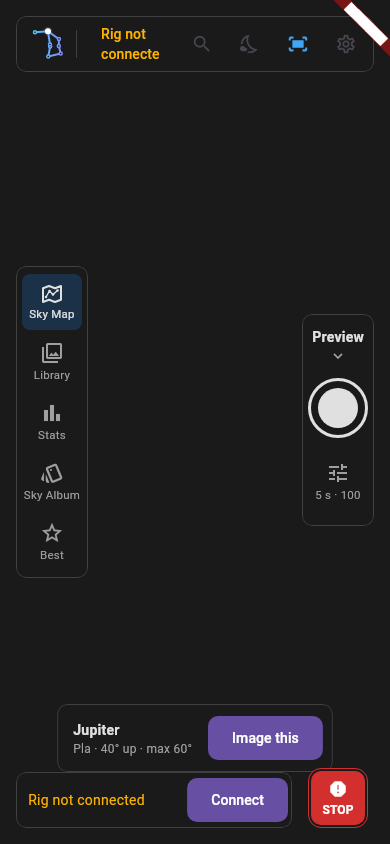 Rig not
connecte
Sky Map
Library
Stats
Sky Album
Best
Preview
5 s · 100
Jupiter
Pla · 40° up · max 60°
Image this
Rig not connected
Connect
STOP